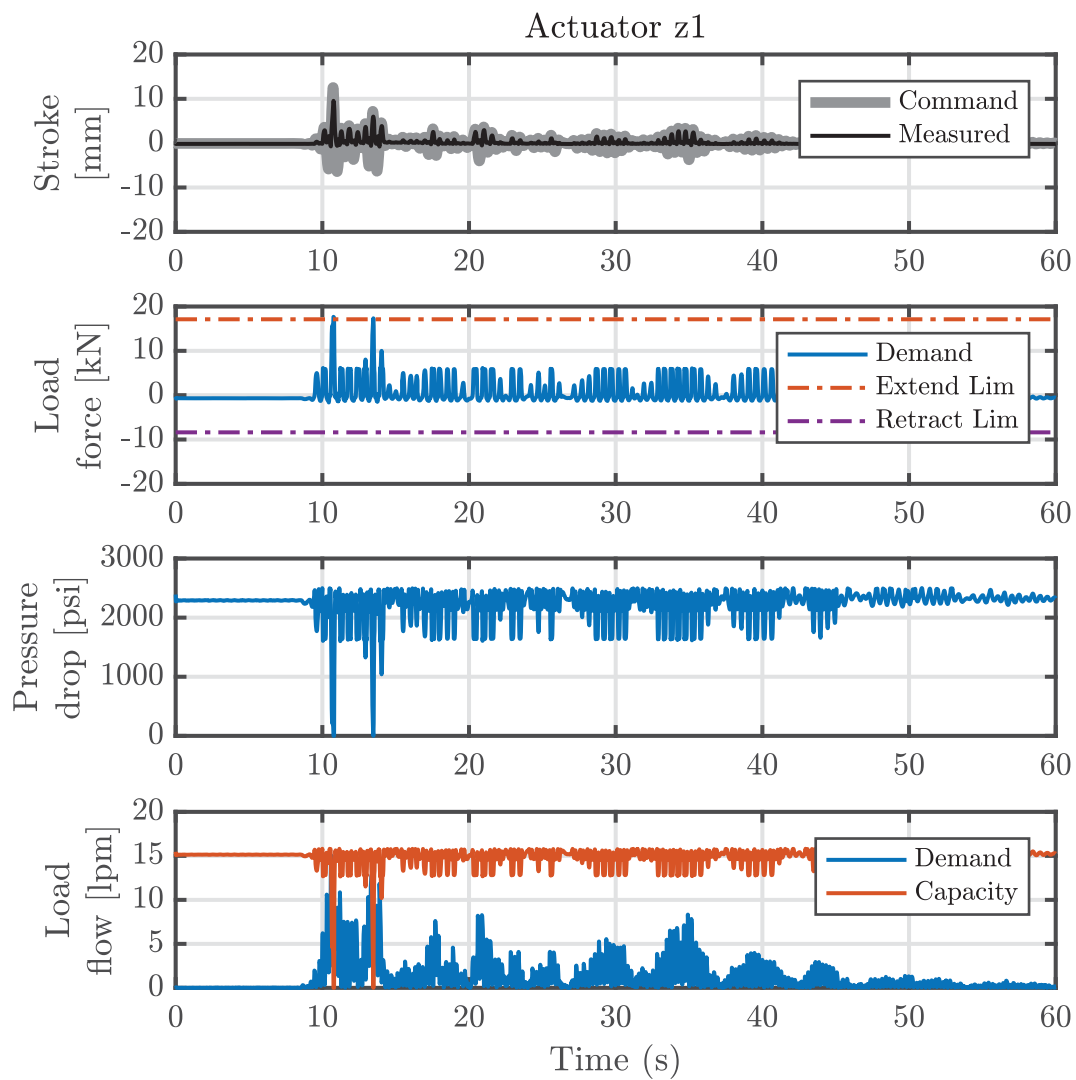 Actuator z1
Stroke
[mm]
20
10
0
-10
-20
Command
Measured
0 10 20 30 40 50 60
Load
force [kN]
20
10
0
-10
-20
Demand
Extend Lim
Retract Lim
0 10 20 30 40 50 60
Pressure
drop [psi]
3000
2000
1000
0
0 10 20 30 40 50 60
Load
flow [lpm]
20
15
10
5
0
Demand
Capacity
0 10 20 30 40 50 60
Time (s)